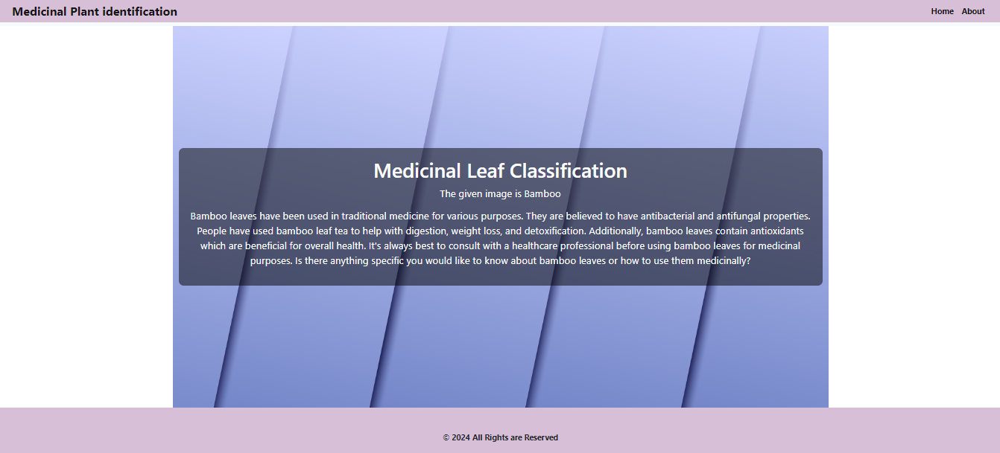 Medicinal Plant identification
Home About
Medicinal Leaf Classification
The given image is Bamboo
Bamboo leaves have been used in traditional medicine for various purposes. They are believed to have antibacterial and antifungal properties.
People have used bamboo leaf tea to help with digestion, weight loss, and detoxification. Additionally, bamboo leaves contain antioxidants
which are beneficial for overall health. It's always best to consult with a healthcare professional before using bamboo leaves for medicinal
purposes. Is there anything specific you would like to know about bamboo leaves or how to use them medicinally?
© 2024 All Rights are Reserved